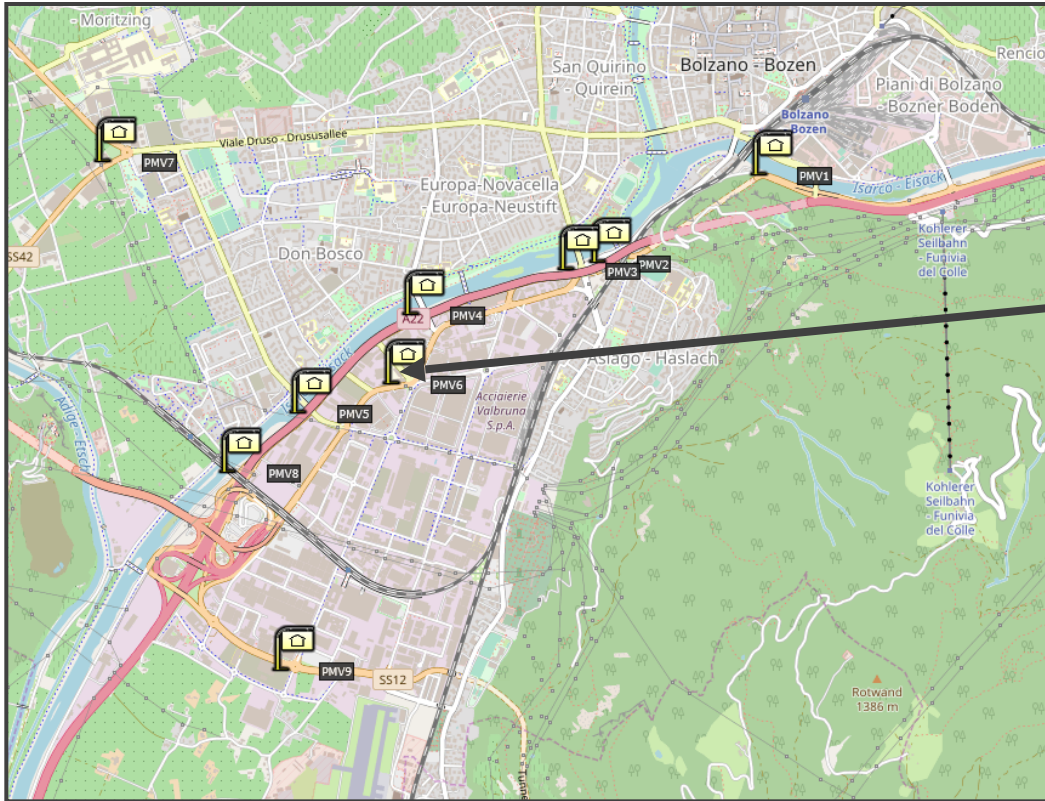 - Moritzing
San Quirino
- Quirein
Bolzano - Bozen
Rencio
Piani di Bolzano
- Bozner Boden
Bolzano
Bozen
Viale Druso - Drususallee
PMV7
PMV1
Isarco - Eisack
Europa-Novacella
- Europa-Neustift
Kohlerer
Seilbahn
- Funivia
del Colle
SS42
Don Bosco
PMV2
PMV3
A22
PMV4
Asiago - Haslach
PMV6
Acciaierie
Valbruna
S.p.A.
PMV5
Adige - Etsch
PMV8
Kohlerer
Seilbahn
- Funivia
del Colle
PMV9
SS12
Rotwand
1386 m